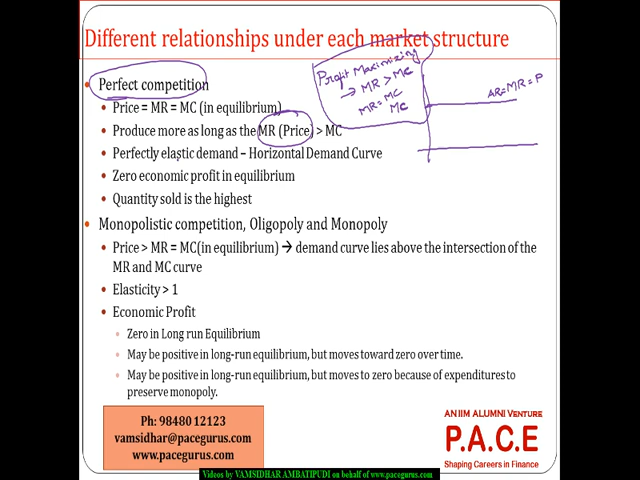 Different relationships under each market structure
Perfect competition
Price = MR = MC (in equilibrium)
Produce more as long as the MR (Price) > MC
Perfectly elastic demand – Horizontal Demand Curve
Zero economic profit in equilibrium
Quantity sold is the highest
Profit Maximizing
→ MR > MC
MR = MC
MC
AR=MR=P
Monopolistic competition, Oligopoly and Monopoly
Price > MR = MC(in equilibrium) → demand curve lies above the intersection of the
MR and MC curve
Elasticity > 1
Economic Profit
Zero in Long run Equilibrium
May be positive in long-run equilibrium, but moves toward zero over time.
May be positive in long-run equilibrium, but moves to zero because of expenditures to
preserve monopoly.
Ph: 98480 12123
vamsidhar@pacegurus.com
www.pacegurus.com
AN IIM ALUMNI VENTURE
P.A.C.E
Shaping Careers in Finance
Videos by VAMSIDHAR AMBATIPUDI on behalf of www.pacegurus.com